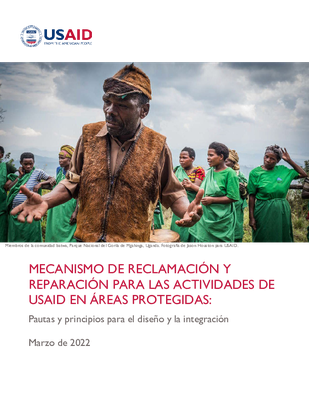 USAID
FROM THE AMERICAN PEOPLE
Miembros de la comunidad batwa, Parque Nacional del Gorila de Mgahinga, Uganda. Fotografía de Jason Houston para USAID.
MECANISMO DE RECLAMACIÓN Y
REPARACIÓN PARA LAS ACTIVIDADES DE
USAID EN ÁREAS PROTEGIDAS:
Pautas y principios para el diseño y la integración
Marzo de 2022